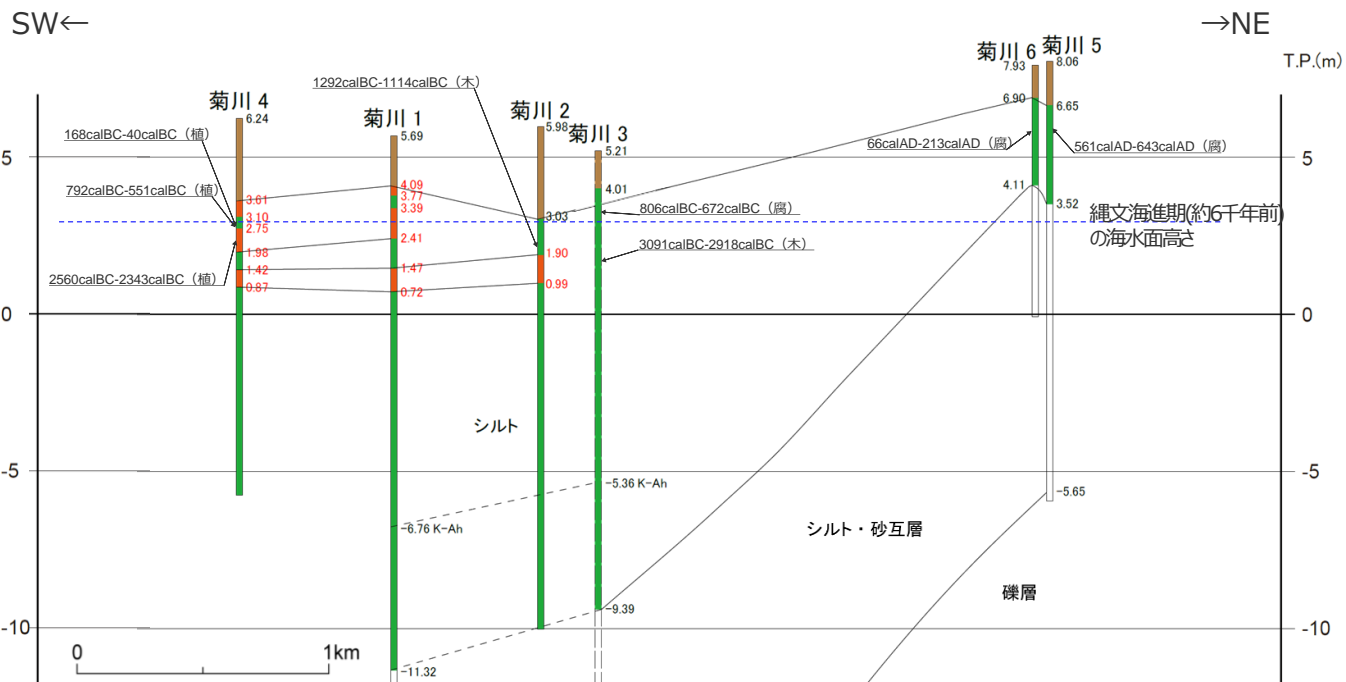 SW←
→NE
T.P.(m)
菊川 6
7.93
菊川 5
8.06
1292calBC-1114calBC（木）
菊川 4
6.24
菊川 1
5.69
菊川 2
5.98
菊川 3
5.21
168calBC-40calBC（植）
792calBC-551calBC（植）
2560calBC-2343calBC（植）
3.61
3.10
2.75
1.98
1.42
0.87
4.09
3.77
3.39
2.41
1.47
0.72
3.03
1.90
0.99
4.01
806calBC-672calBC（腐）
3091calBC-2918calBC（木）
6.90
6.65
66calAD-213calAD（腐）
561calAD-643calAD（腐）
4.11
3.52
縄文海進期(約6千年前)
の海水面高さ
5
5
0
0
シルト
-5
-5
-5.36 K-Ah
-5.65
-6.76 K-Ah
シルト・砂互層
礫層
-9.39
-10
-10
-11.32
0
1km